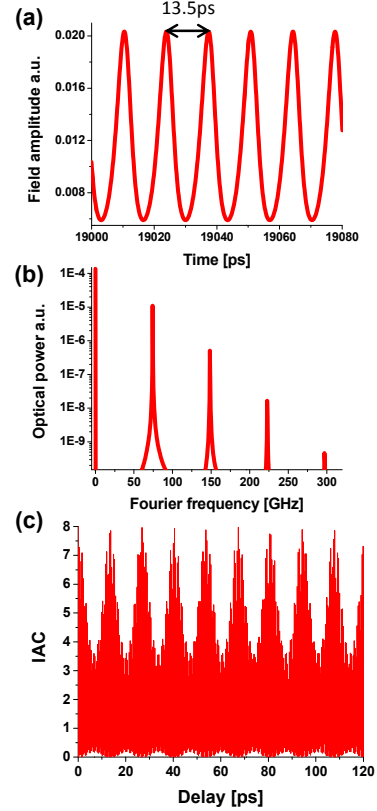 (a)
13.5ps
0.020
0.016
0.012
0.008
Field amplitude a.u.
19000 19020 19040 19060 19080
Time [ps]
(b)
1E-4
1E-5
1E-6
1E-7
1E-8
1E-9
Optical power a.u.
0 50 100 150 200 250 300
Fourier frequency [GHz]
(c)
8
7
6
5
4
3
2
1
0
IAC
0 20 40 60 80 100 120
Delay [ps]